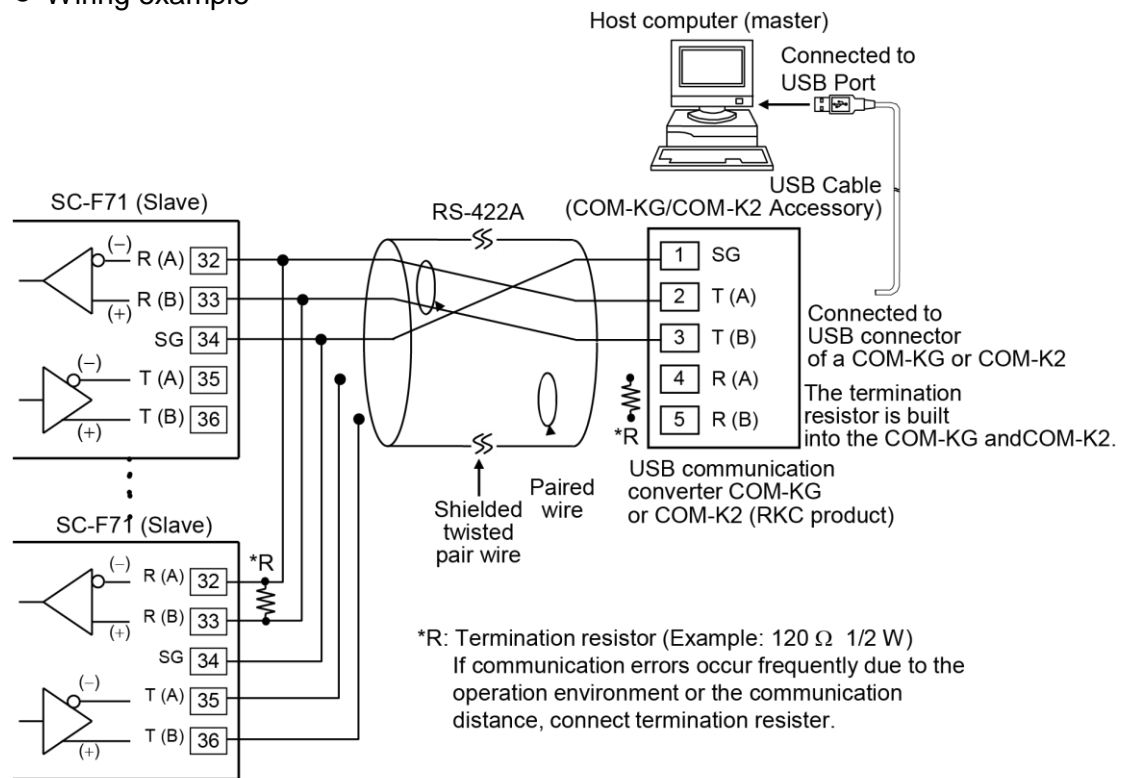 Wiring example
Host computer (master)
Connected to
USB Port
USB Cable
(COM-KG/COM-K2 Accessory)
SC-F71 (Slave)
RS-422A
(−) R (A) 32
(+) R (B) 33
SG 34
(−) T (A) 35
(+) T (B) 36
1 SG
2 T (A)
3 T (B)
4 R (A)
5 R (B)
*R
Connected to
USB connector
of a COM-KG or COM-K2
The termination
resistor is built
into the COM-KG andCOM-K2.
USB communication
converter COM-KG
or COM-K2 (RKC product)
Shielded
twisted
pair wire
Paired
wire
SC-F71 (Slave)
*R
(−) R (A) 32
(+) R (B) 33
SG 34
(−) T (A) 35
(+) T (B) 36
*R: Termination resistor (Example: 120 Ω 1/2 W)
If communication errors occur frequently due to the
operation environment or the communication
distance, connect termination resister.